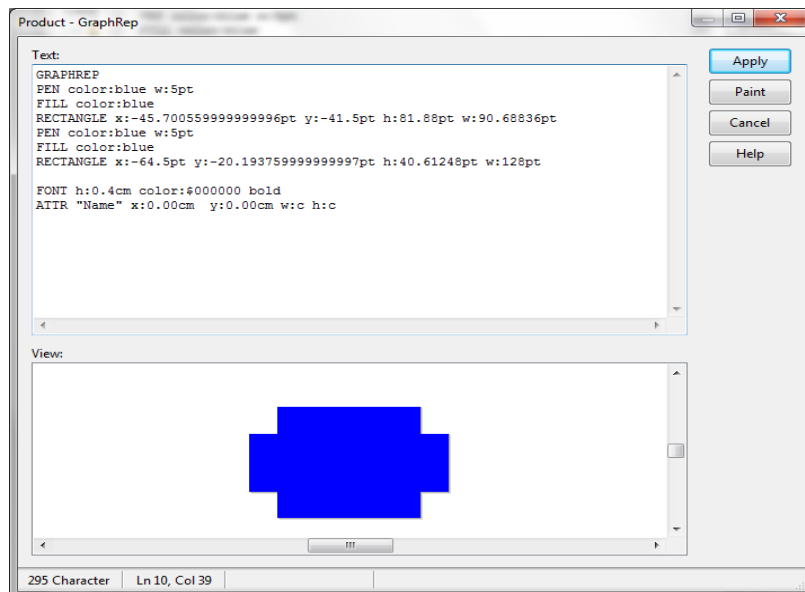 Product - GraphRep
Text:
GRAPHREP
PEN color:blue w:5pt
FILL color:blue
RECTANGLE x:-45.700559999999996pt y:-41.5pt h:81.88pt w:90.68836pt
PEN color:blue w:5pt
FILL color:blue
RECTANGLE x:-64.5pt y:-20.193759999999997pt h:40.61248pt w:128pt
FONT h:0.4cm color:$000000 bold
ATTR "Name" x:0.00cm  y:0.00cm w:c h:c
Apply
Paint
Cancel
Help
View:
295 Character
Ln 10, Col 39